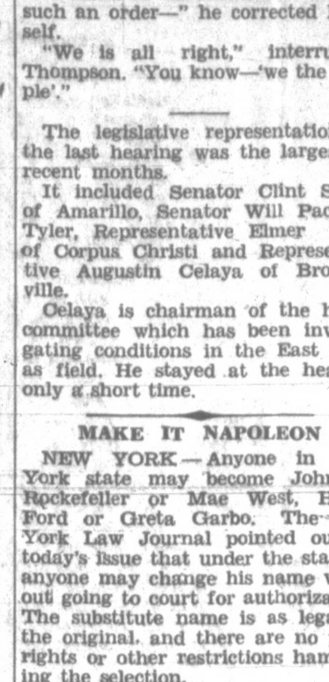 such an order—" he corrected
self.
"We is all right," interru
Thompson. "You know—'we the
ple'."
The legislative representatio
the last hearing was the large
recent months.
It included Senator Clint S
of Amarillo, Senator Will Pac
Tyler, Representative Elmer
of Corpus Christi and Represe
tive Augustin Celaya of Bro
ville.
Celaya is chairman of the h
committee which has been inv
gating conditions in the East
as field. He stayed at the hea
only a short time.
MAKE IT NAPOLEON
NEW YORK—Anyone in
York state may become John
Rockefeller or Mae West, H
Ford or Greta Garbo. The
York Law Journal pointed ou
today's issue that under the sta
anyone may change his name w
out going to court for authoriza
The substitute name is as lega
the original, and there are no
rights or other restrictions ham
ing the selection.